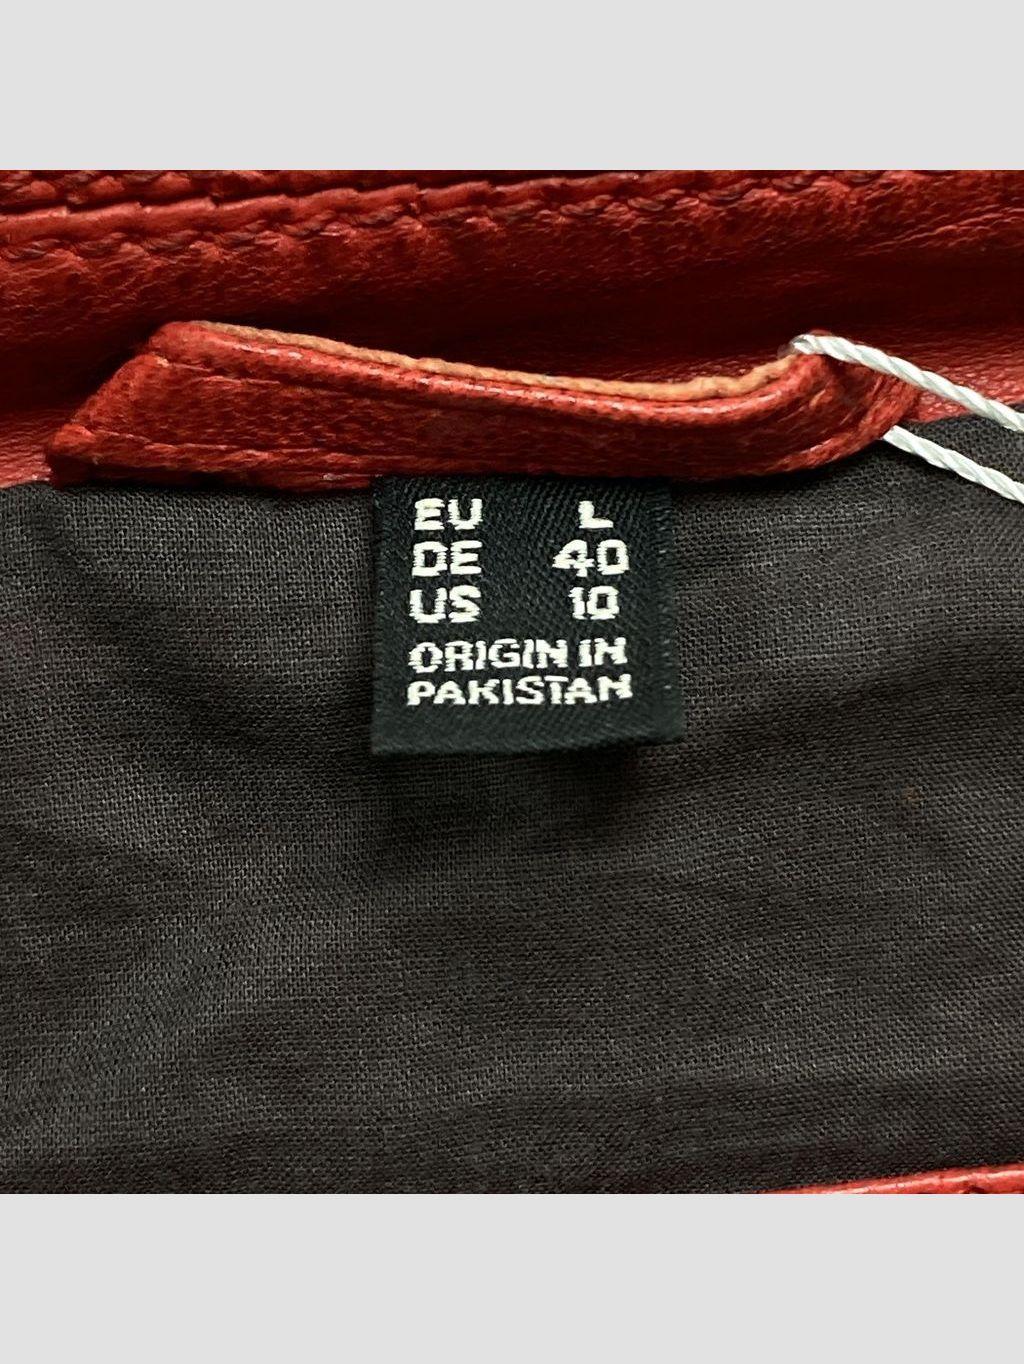 EU L
DE 40
US 10
ORIGIN IN
PAKISTAN